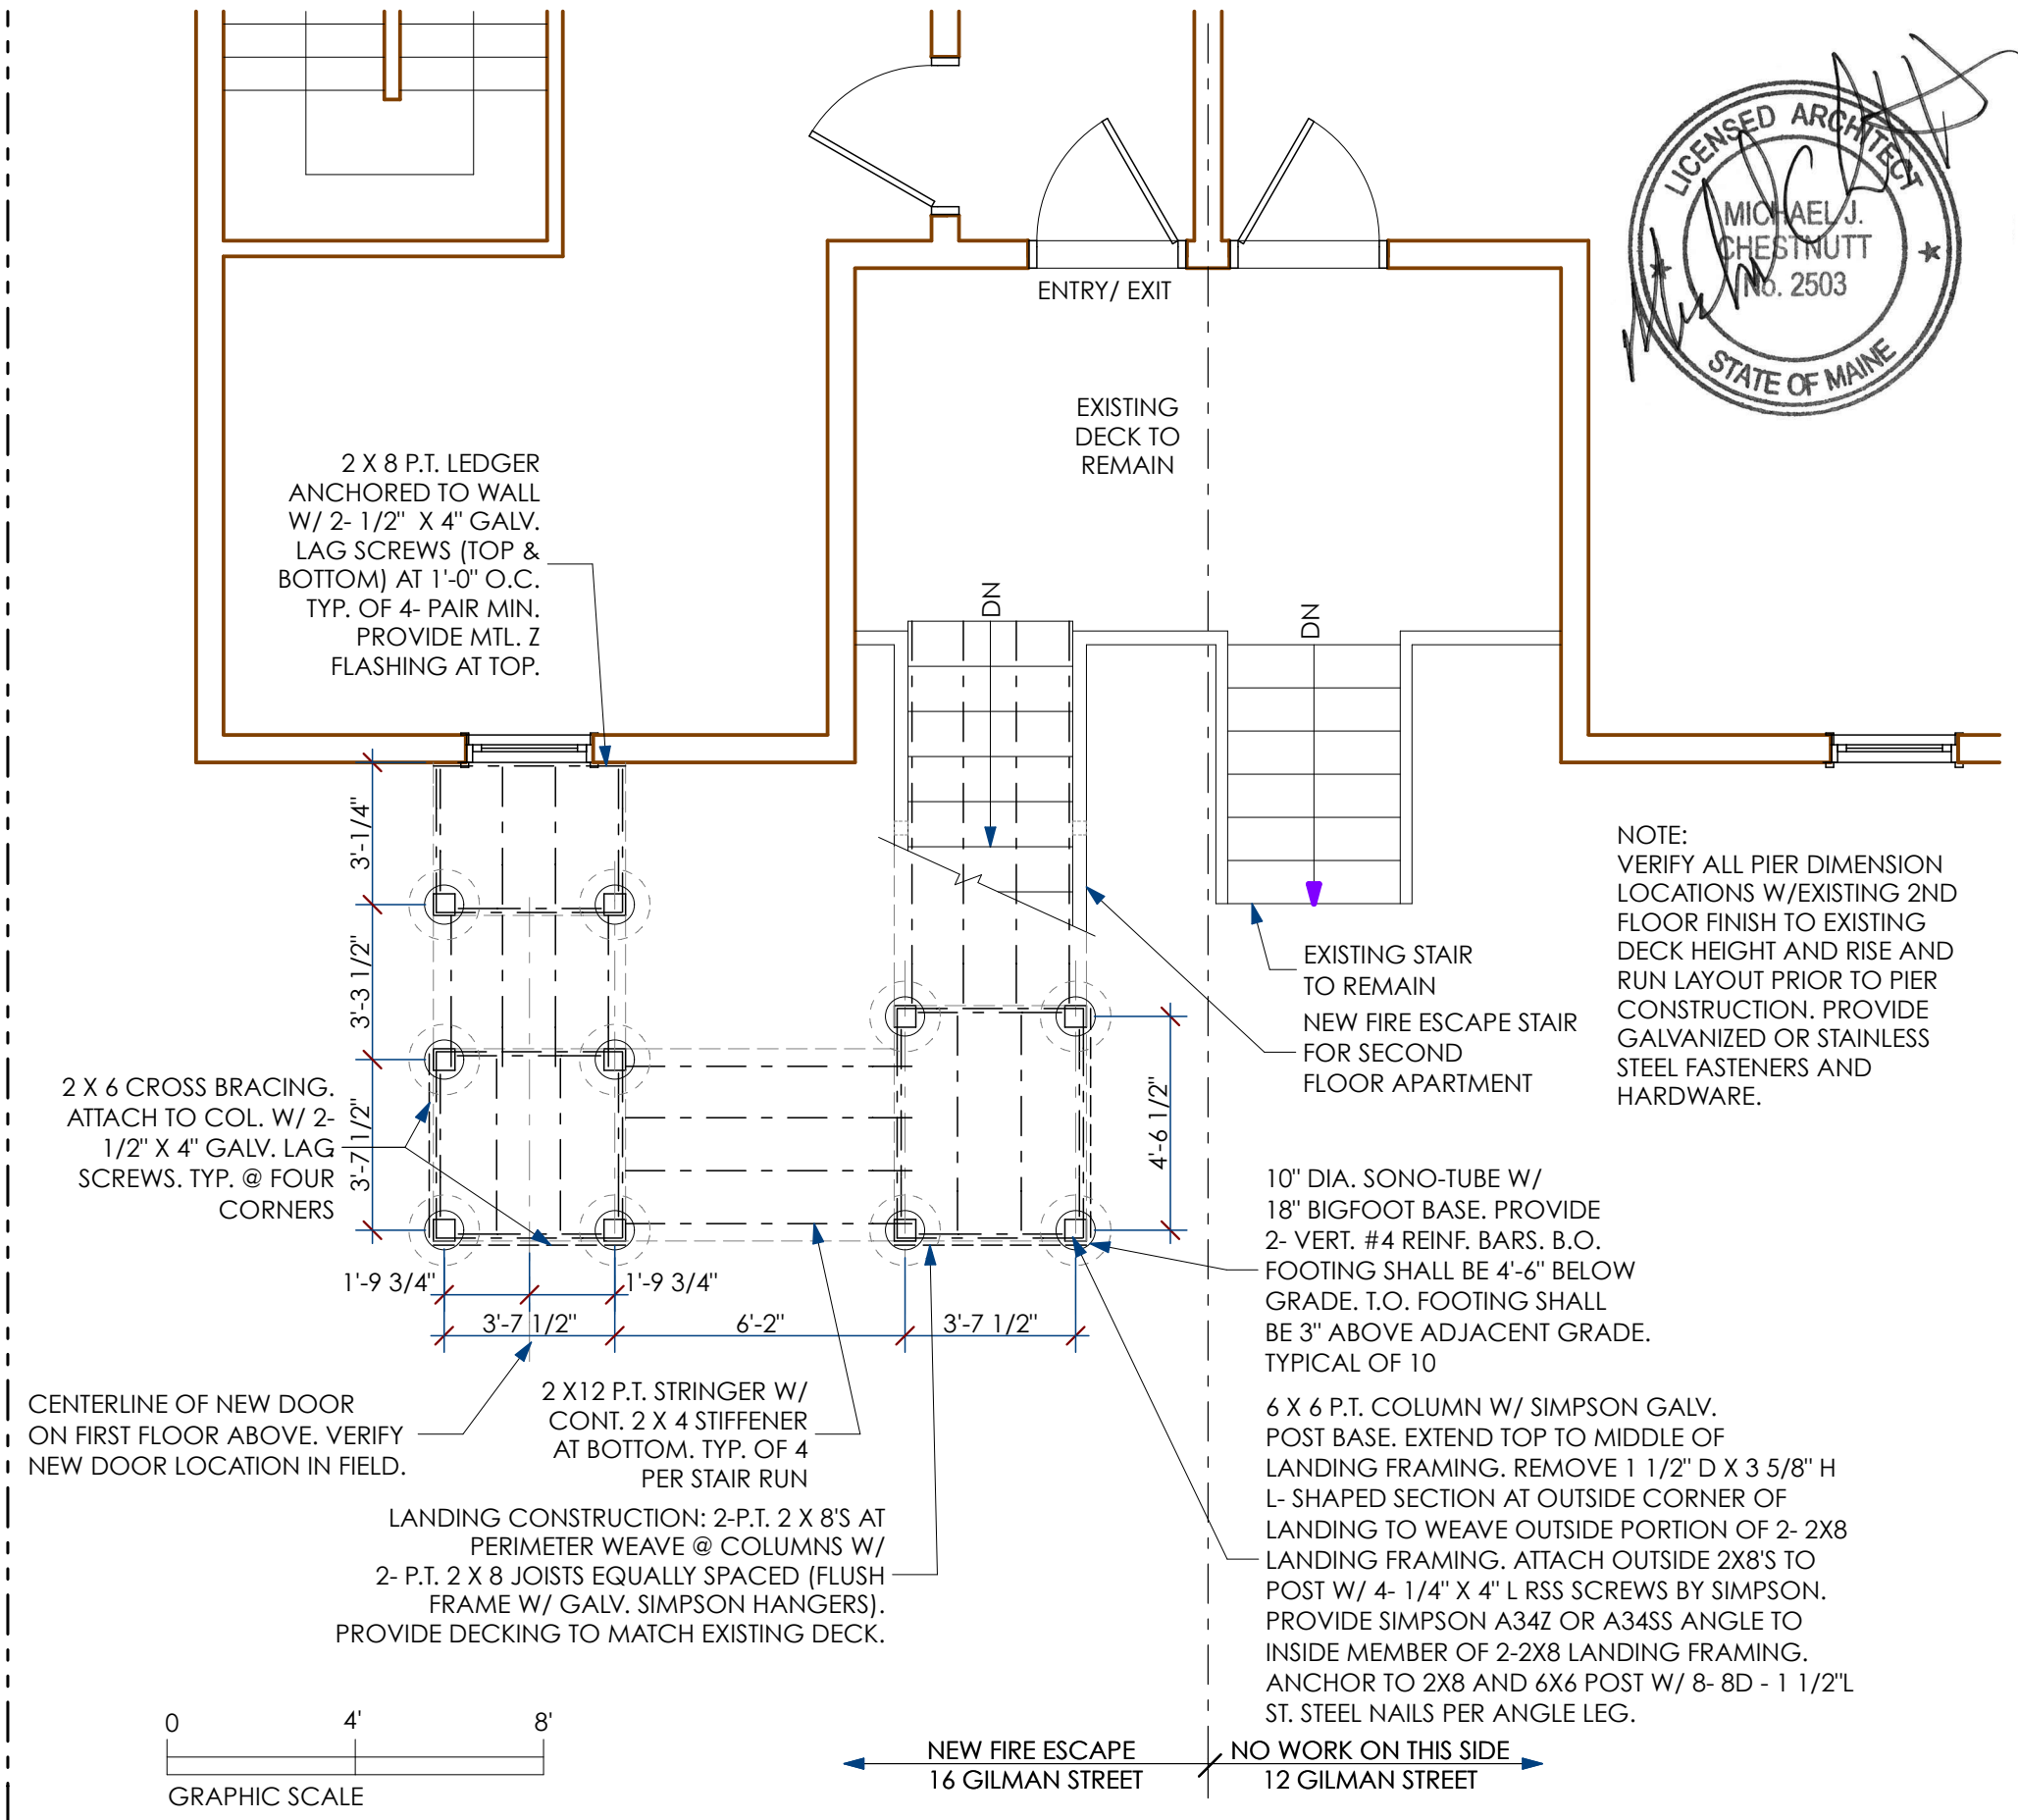 LICENSED ARCHITECT
MICHAEL J.
CHESTNUTT
No. 2503
STATE OF MAINE
ENTRY/ EXIT
EXISTING
DECK TO
REMAIN
2 X 8 P.T. LEDGER
ANCHORED TO WALL
W/ 2- 1/2" X 4" GALV.
LAG SCREWS (TOP &
BOTTOM) AT 1'-0" O.C.
TYP. OF 4- PAIR MIN.
PROVIDE MTL. Z
FLASHING AT TOP.
DN
DN
3'-1/4"
3'-3 1/2"
3'-7 1/2"
NOTE:
VERIFY ALL PIER DIMENSION
LOCATIONS W/EXISTING 2ND
FLOOR FINISH TO EXISTING
DECK HEIGHT AND RISE AND
RUN LAYOUT PRIOR TO PIER
CONSTRUCTION. PROVIDE
GALVANIZED OR STAINLESS
STEEL FASTENERS AND
HARDWARE.
EXISTING STAIR
TO REMAIN
NEW FIRE ESCAPE STAIR
FOR SECOND
FLOOR APARTMENT
2 X 6 CROSS BRACING.
ATTACH TO COL. W/ 2-
1/2" X 4" GALV. LAG
SCREWS. TYP. @ FOUR
CORNERS
4'-6 1/2"
10" DIA. SONO-TUBE W/
18" BIGFOOT BASE. PROVIDE
2- VERT. #4 REINF. BARS. B.O.
FOOTING SHALL BE 4'-6" BELOW
GRADE. T.O. FOOTING SHALL
BE 3" ABOVE ADJACENT GRADE.
TYPICAL OF 10
1'-9 3/4"
1'-9 3/4"
3'-7 1/2"
6'-2"
3'-7 1/2"
CENTERLINE OF NEW DOOR
ON FIRST FLOOR ABOVE. VERIFY
NEW DOOR LOCATION IN FIELD.
2 X12 P.T. STRINGER W/
CONT. 2 X 4 STIFFENER
AT BOTTOM. TYP. OF 4
PER STAIR RUN
6 X 6 P.T. COLUMN W/ SIMPSON GALV.
POST BASE. EXTEND TOP TO MIDDLE OF
LANDING FRAMING. REMOVE 1 1/2" D X 3 5/8" H
L- SHAPED SECTION AT OUTSIDE CORNER OF
LANDING TO WEAVE OUTSIDE PORTION OF 2- 2X8
LANDING FRAMING. ATTACH OUTSIDE 2X8'S TO
POST W/ 4- 1/4" X 4" L RSS SCREWS BY SIMPSON.
PROVIDE SIMPSON A34Z OR A34SS ANGLE TO
INSIDE MEMBER OF 2-2X8 LANDING FRAMING.
ANCHOR TO 2X8 AND 6X6 POST W/ 8- 8D - 1 1/2"L
ST. STEEL NAILS PER ANGLE LEG.
LANDING CONSTRUCTION: 2-P.T. 2 X 8'S AT
PERIMETER WEAVE @ COLUMNS W/
2- P.T. 2 X 8 JOISTS EQUALLY SPACED (FLUSH
FRAME W/ GALV. SIMPSON HANGERS).
PROVIDE DECKING TO MATCH EXISTING DECK.
0 4' 8'
GRAPHIC SCALE
NEW FIRE ESCAPE
16 GILMAN STREET
NO WORK ON THIS SIDE
12 GILMAN STREET